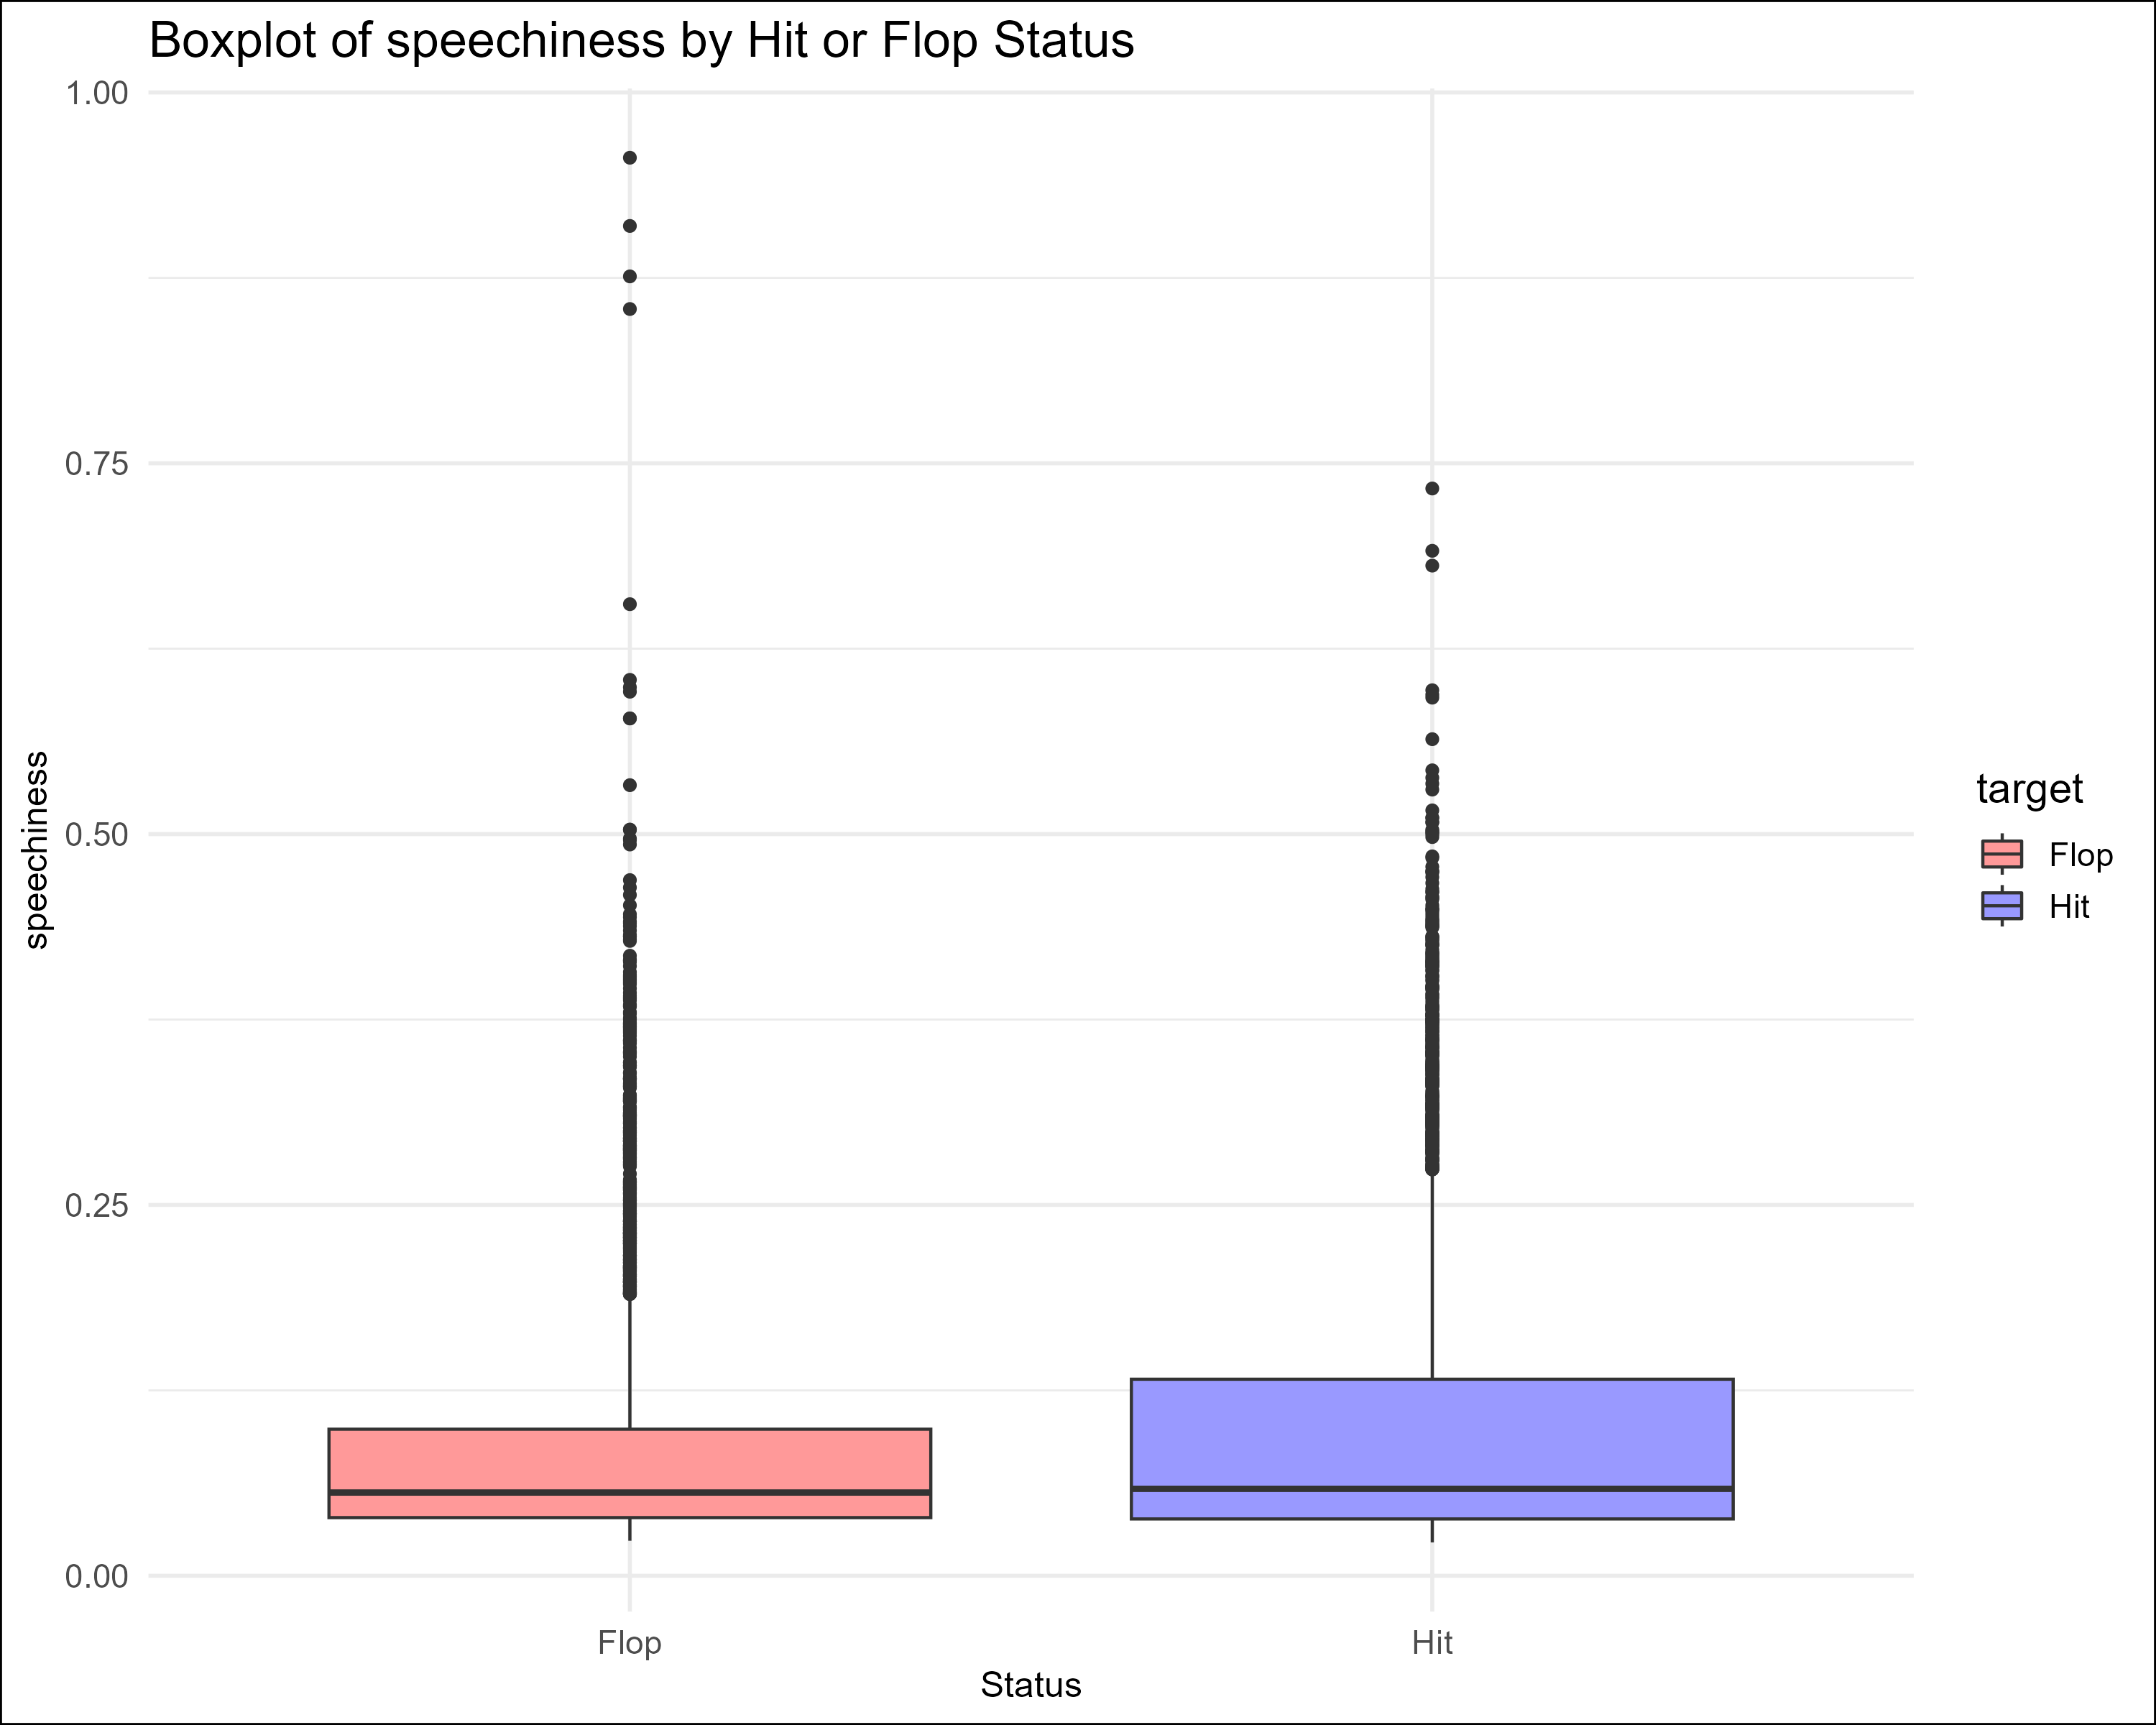 Boxplot of speechiness by Hit or Flop Status
1.00
0.75
0.50
0.25
0.00
speechiness
Flop
Hit
Status
target
Flop
Hit